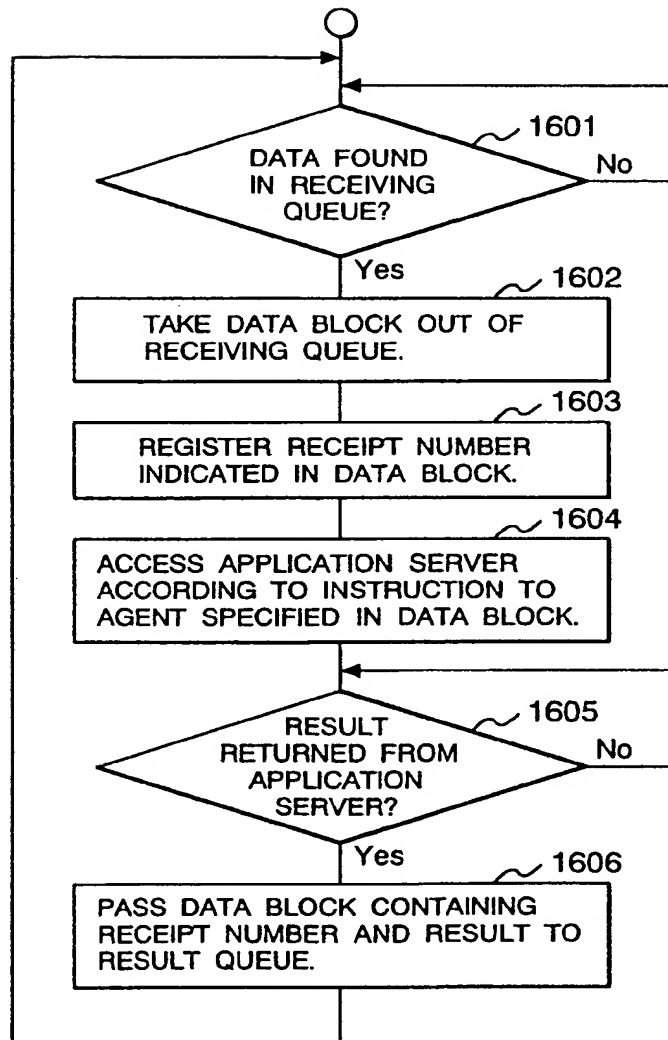 1601
DATA FOUND
IN RECEIVING
QUEUE?
No
Yes
1602
TAKE DATA BLOCK OUT OF
RECEIVING QUEUE.
1603
REGISTER RECEIPT NUMBER
INDICATED IN DATA BLOCK.
1604
ACCESS APPLICATION SERVER
ACCORDING TO INSTRUCTION TO
AGENT SPECIFIED IN DATA BLOCK.
1605
RESULT
RETURNED FROM
APPLICATION
SERVER?
No
Yes
1606
PASS DATA BLOCK CONTAINING
RECEIPT NUMBER AND RESULT TO
RESULT QUEUE.